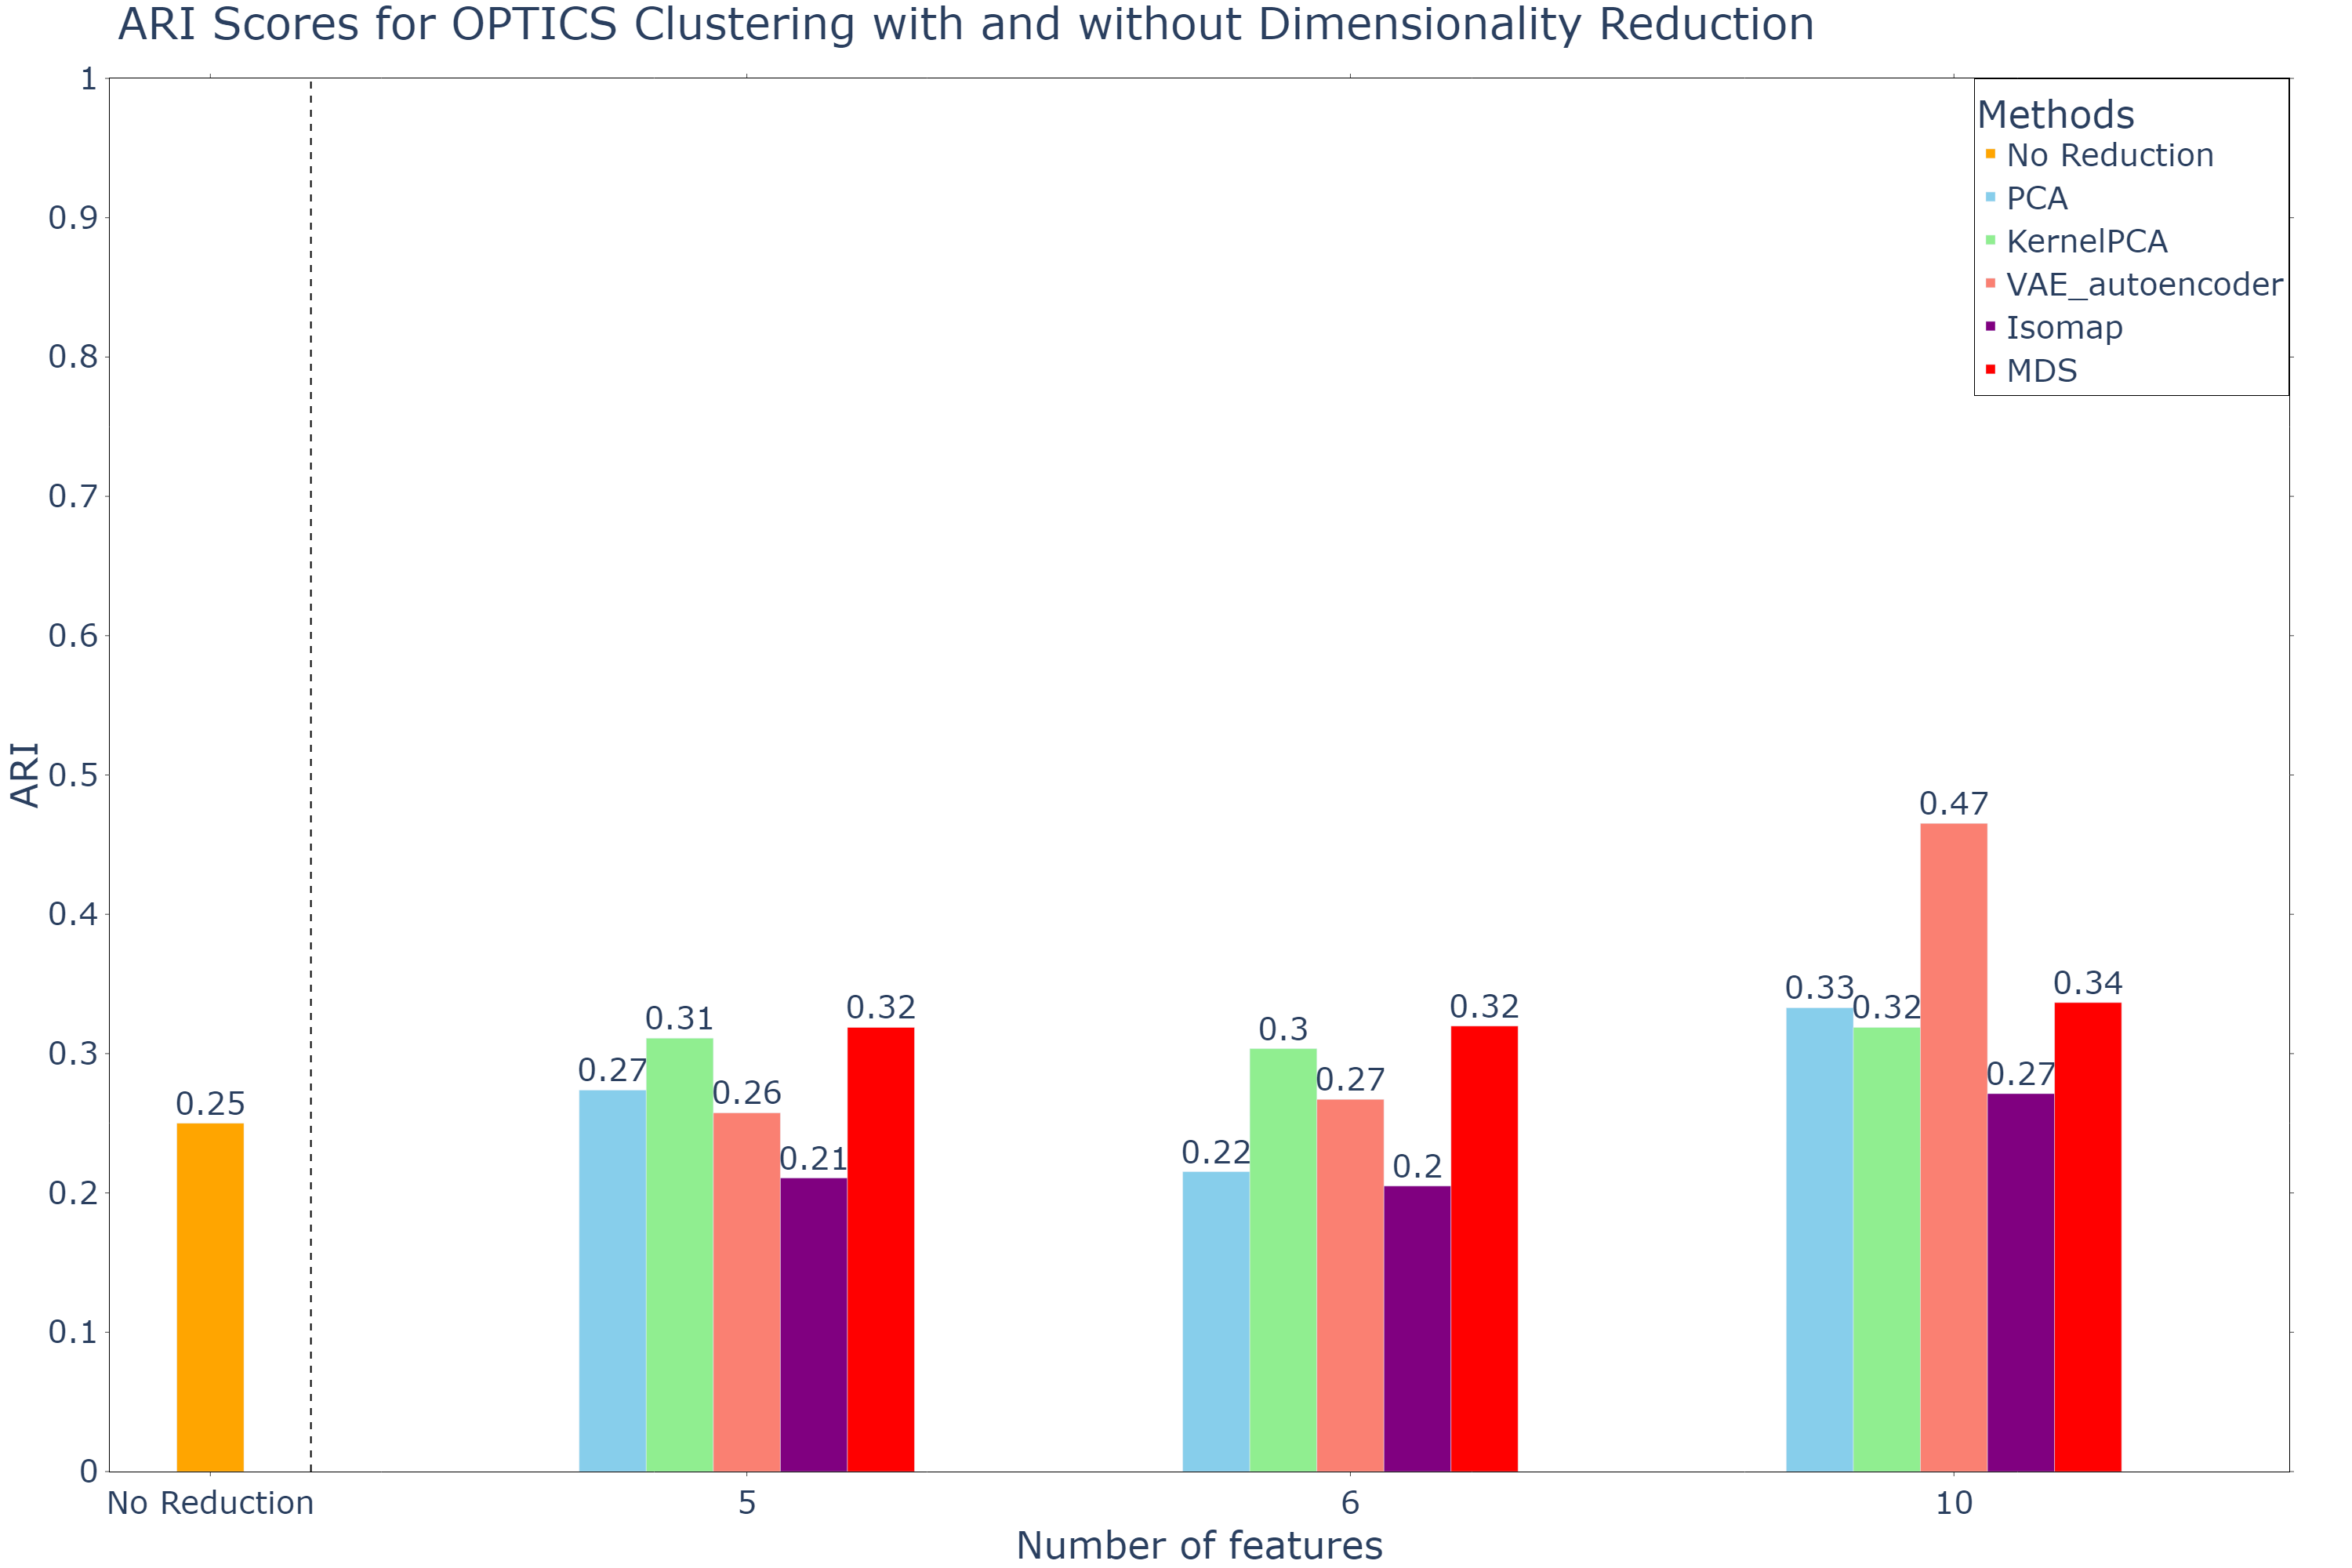 ARI Scores for OPTICS Clustering with and without Dimensionality Reduction
Methods
No Reduction
PCA
KernelPCA
VAE_autoencoder
Isomap
MDS
ARI
1
0.9
0.8
0.7
0.6
0.5
0.4
0.3
0.2
0.1
0
0.25
0.27
0.31
0.26
0.21
0.32
0.22
0.3
0.27
0.2
0.32
0.33
0.32
0.47
0.27
0.34
No Reduction 5 6 10
Number of features